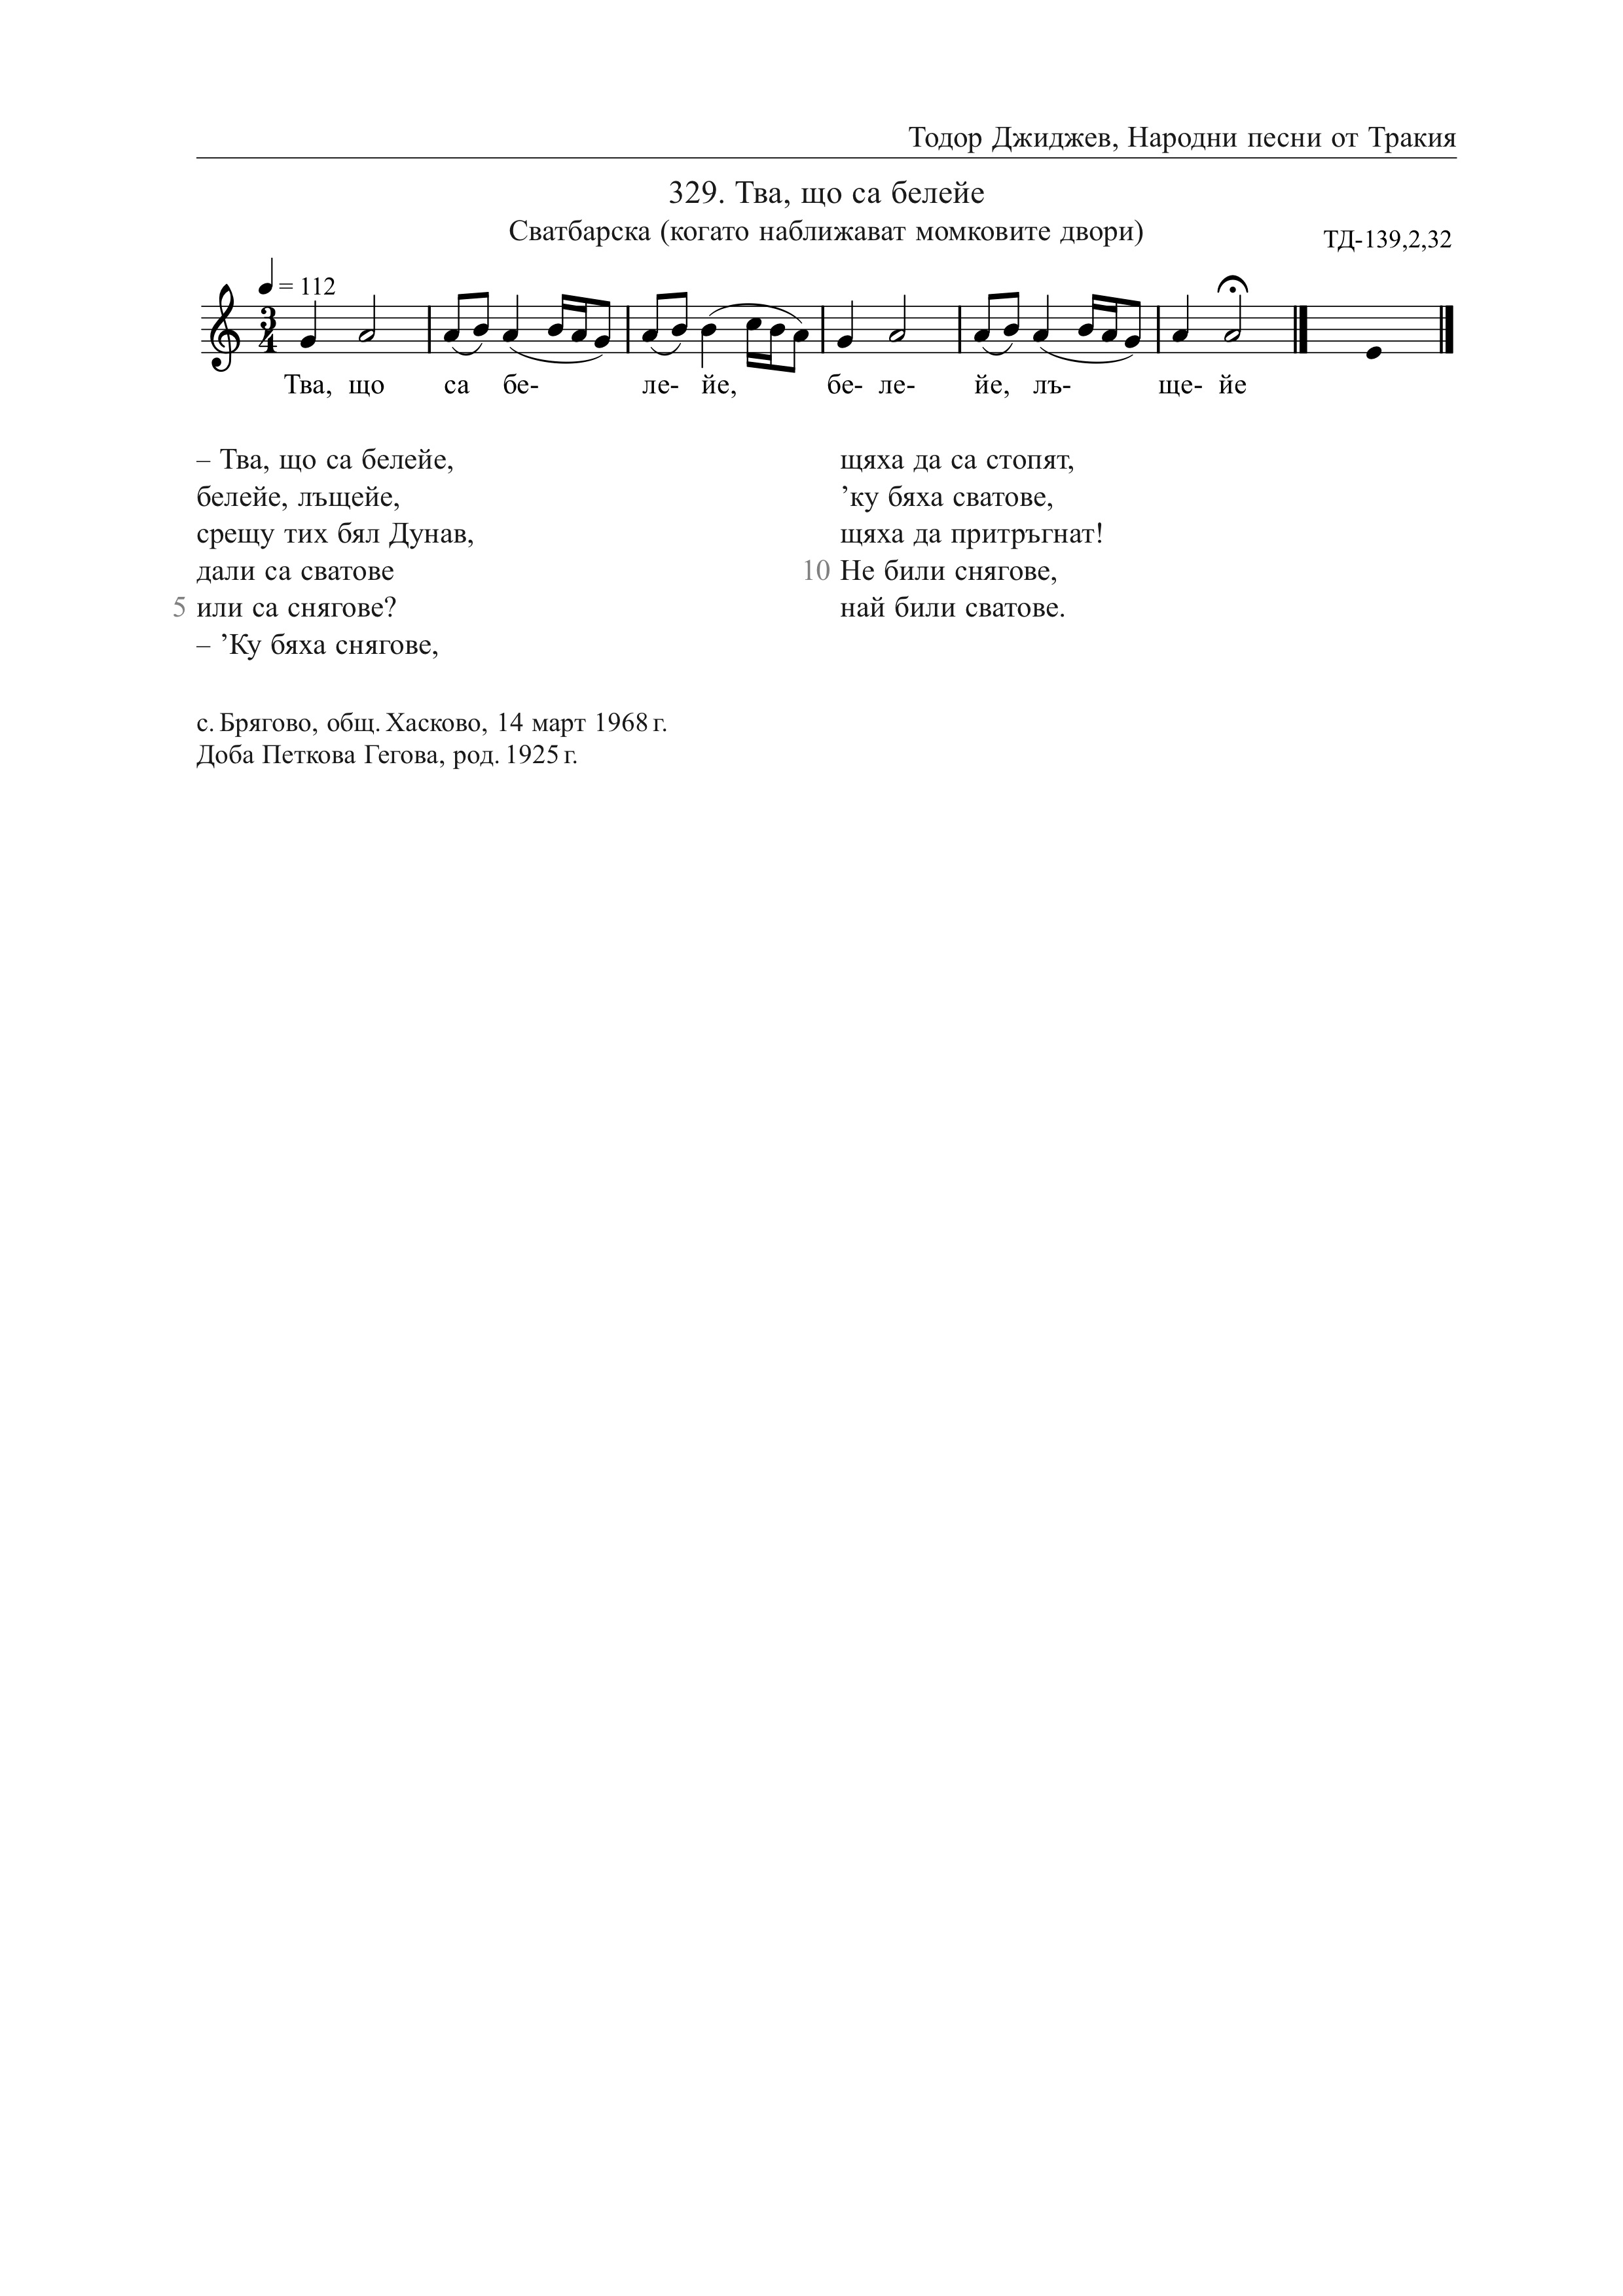 Тодор Джиджев, Народни песни от Тракия
329. Тва, що са белейе
Сватбарска (когато наближават момковите двори)
ТД-139,2,32
= 112
3
4
Тва, що са бе- ле- йе, бе- ле- йе, лъ- ще- йе
– Тва, що са белейе,
белейе, лъщейе,
срещу тих бял Дунав,
дали са сватове
5 или са снягове?
– ’Ку бяха снягове,
щяха да са стопят,
’ку бяха сватове,
щяха да притръгнат!
10 Не били снягове,
най били сватове.
с. Брягово, общ. Хасково, 14 март 1968 г.
Доба Петкова Гегова, род. 1925 г.